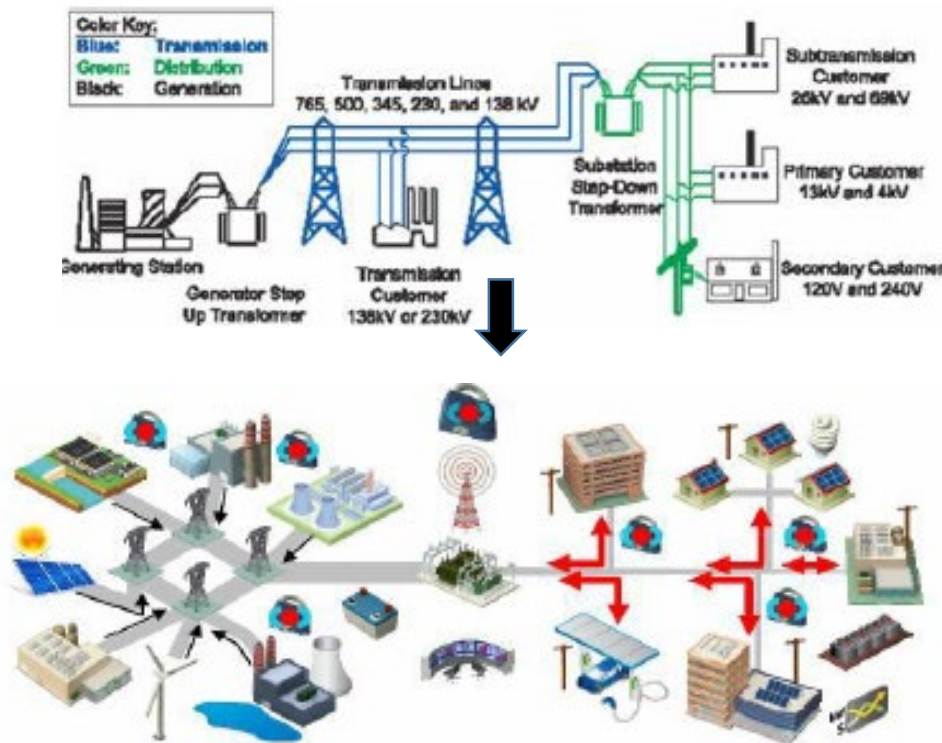 Color Key:
Blue: Transmission
Green: Distribution
Black: Generation
Transmission Lines
765, 500, 345, 230, and 138 kV
Subtransmission
Customer
26kV and 69kV
Substation
Step-Down
Transformer
Primary Customer
13kV and 4kV
Generating Station
Generator Step
Up Transformer
Transmission
Customer
138kV or 230kV
Secondary Customer
120V and 240V